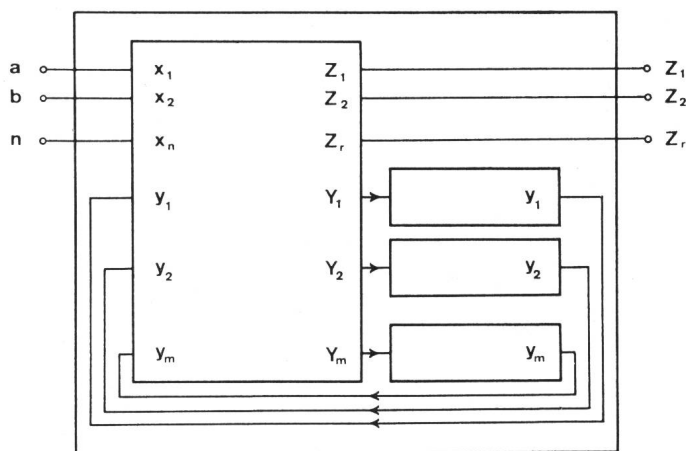 a x₁ Z₁ Z₁
b x₂ Z₂ Z₂
n xₙ Zᵣ Zᵣ
y₁ Y₁ y₁
y₂ Y₂ y₂
yₘ Yₘ yₘ